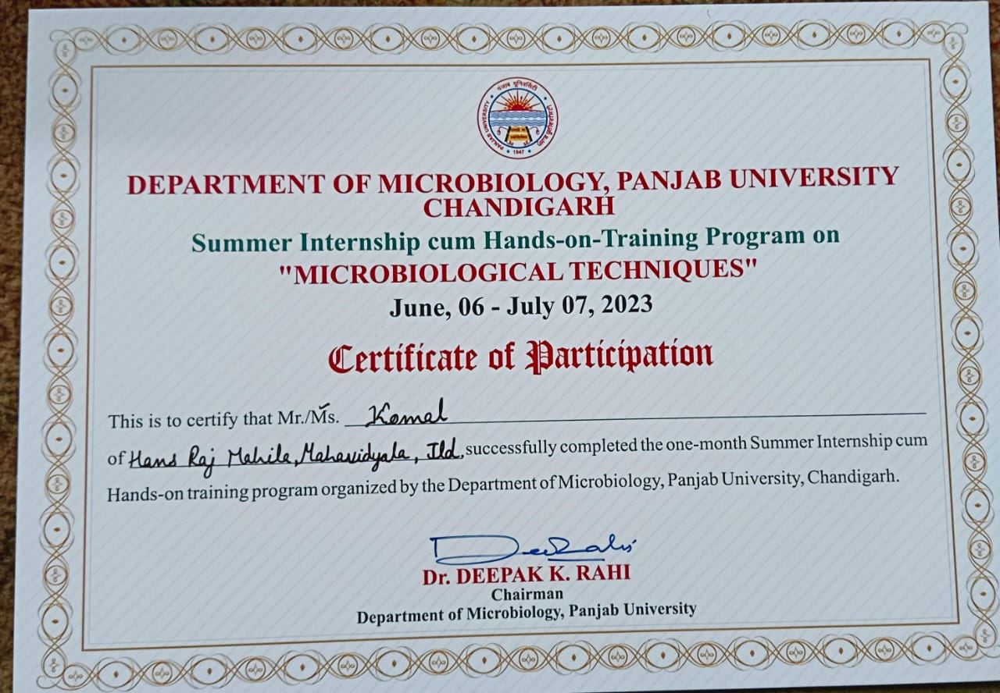 पंजाब यूनिवर्सिटी
PANJAB UNIVERSITY
1947
DEPARTMENT OF MICROBIOLOGY, PANJAB UNIVERSITY
CHANDIGARH
Summer Internship cum Hands-on-Training Program on
"MICROBIOLOGICAL TECHNIQUES"
June, 06 - July 07, 2023
Certificate of Participation
This is to certify that Mr./Ms. Komal
of Hans Raj Mahila, Mahavidyala, Jld, successfully completed the one-month Summer Internship cum
Hands-on training program organized by the Department of Microbiology, Panjab University, Chandigarh.
Dr. DEEPAK K. RAHI
Chairman
Department of Microbiology, Panjab University